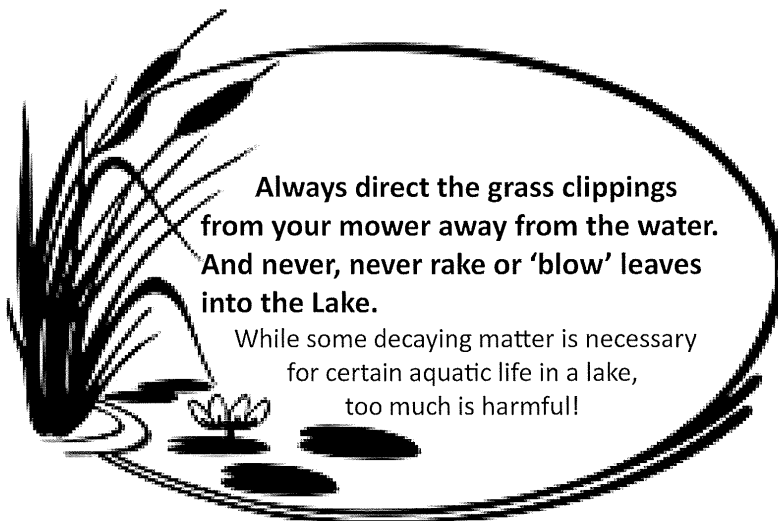 Always direct the grass clippings
from your mower away from the water.
And never, never rake or ‘blow’ leaves
into the Lake.
While some decaying matter is necessary
for certain aquatic life in a lake,
too much is harmful!